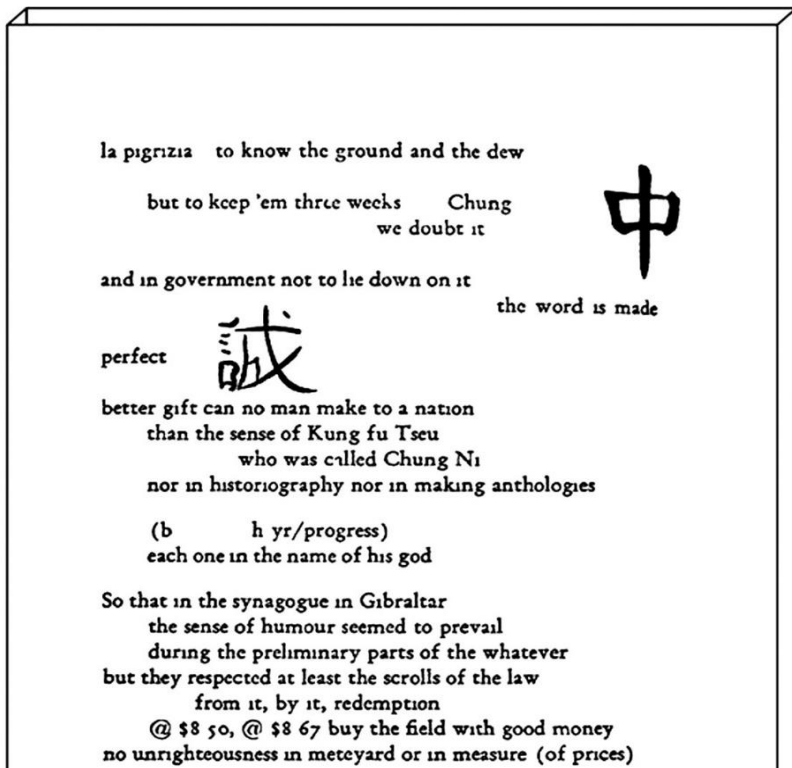 la pigrizia to know the ground and the dew
but to keep 'em three weeks Chung 中
we doubt it
and in government not to lie down on it
the word is made
perfect 誠
better gift can no man make to a nation
than the sense of Kung fu Tseu
who was called Chung Ni
nor in historiography nor in making anthologies
(b h yr/progress)
each one in the name of his god
So that in the synagogue in Gibraltar
the sense of humour seemed to prevail
during the preliminary parts of the whatever
but they respected at least the scrolls of the law
from it, by it, redemption
@ $8 50, @ $8 67 buy the field with good money
no unrighteousness in meteyard or in measure (of prices)